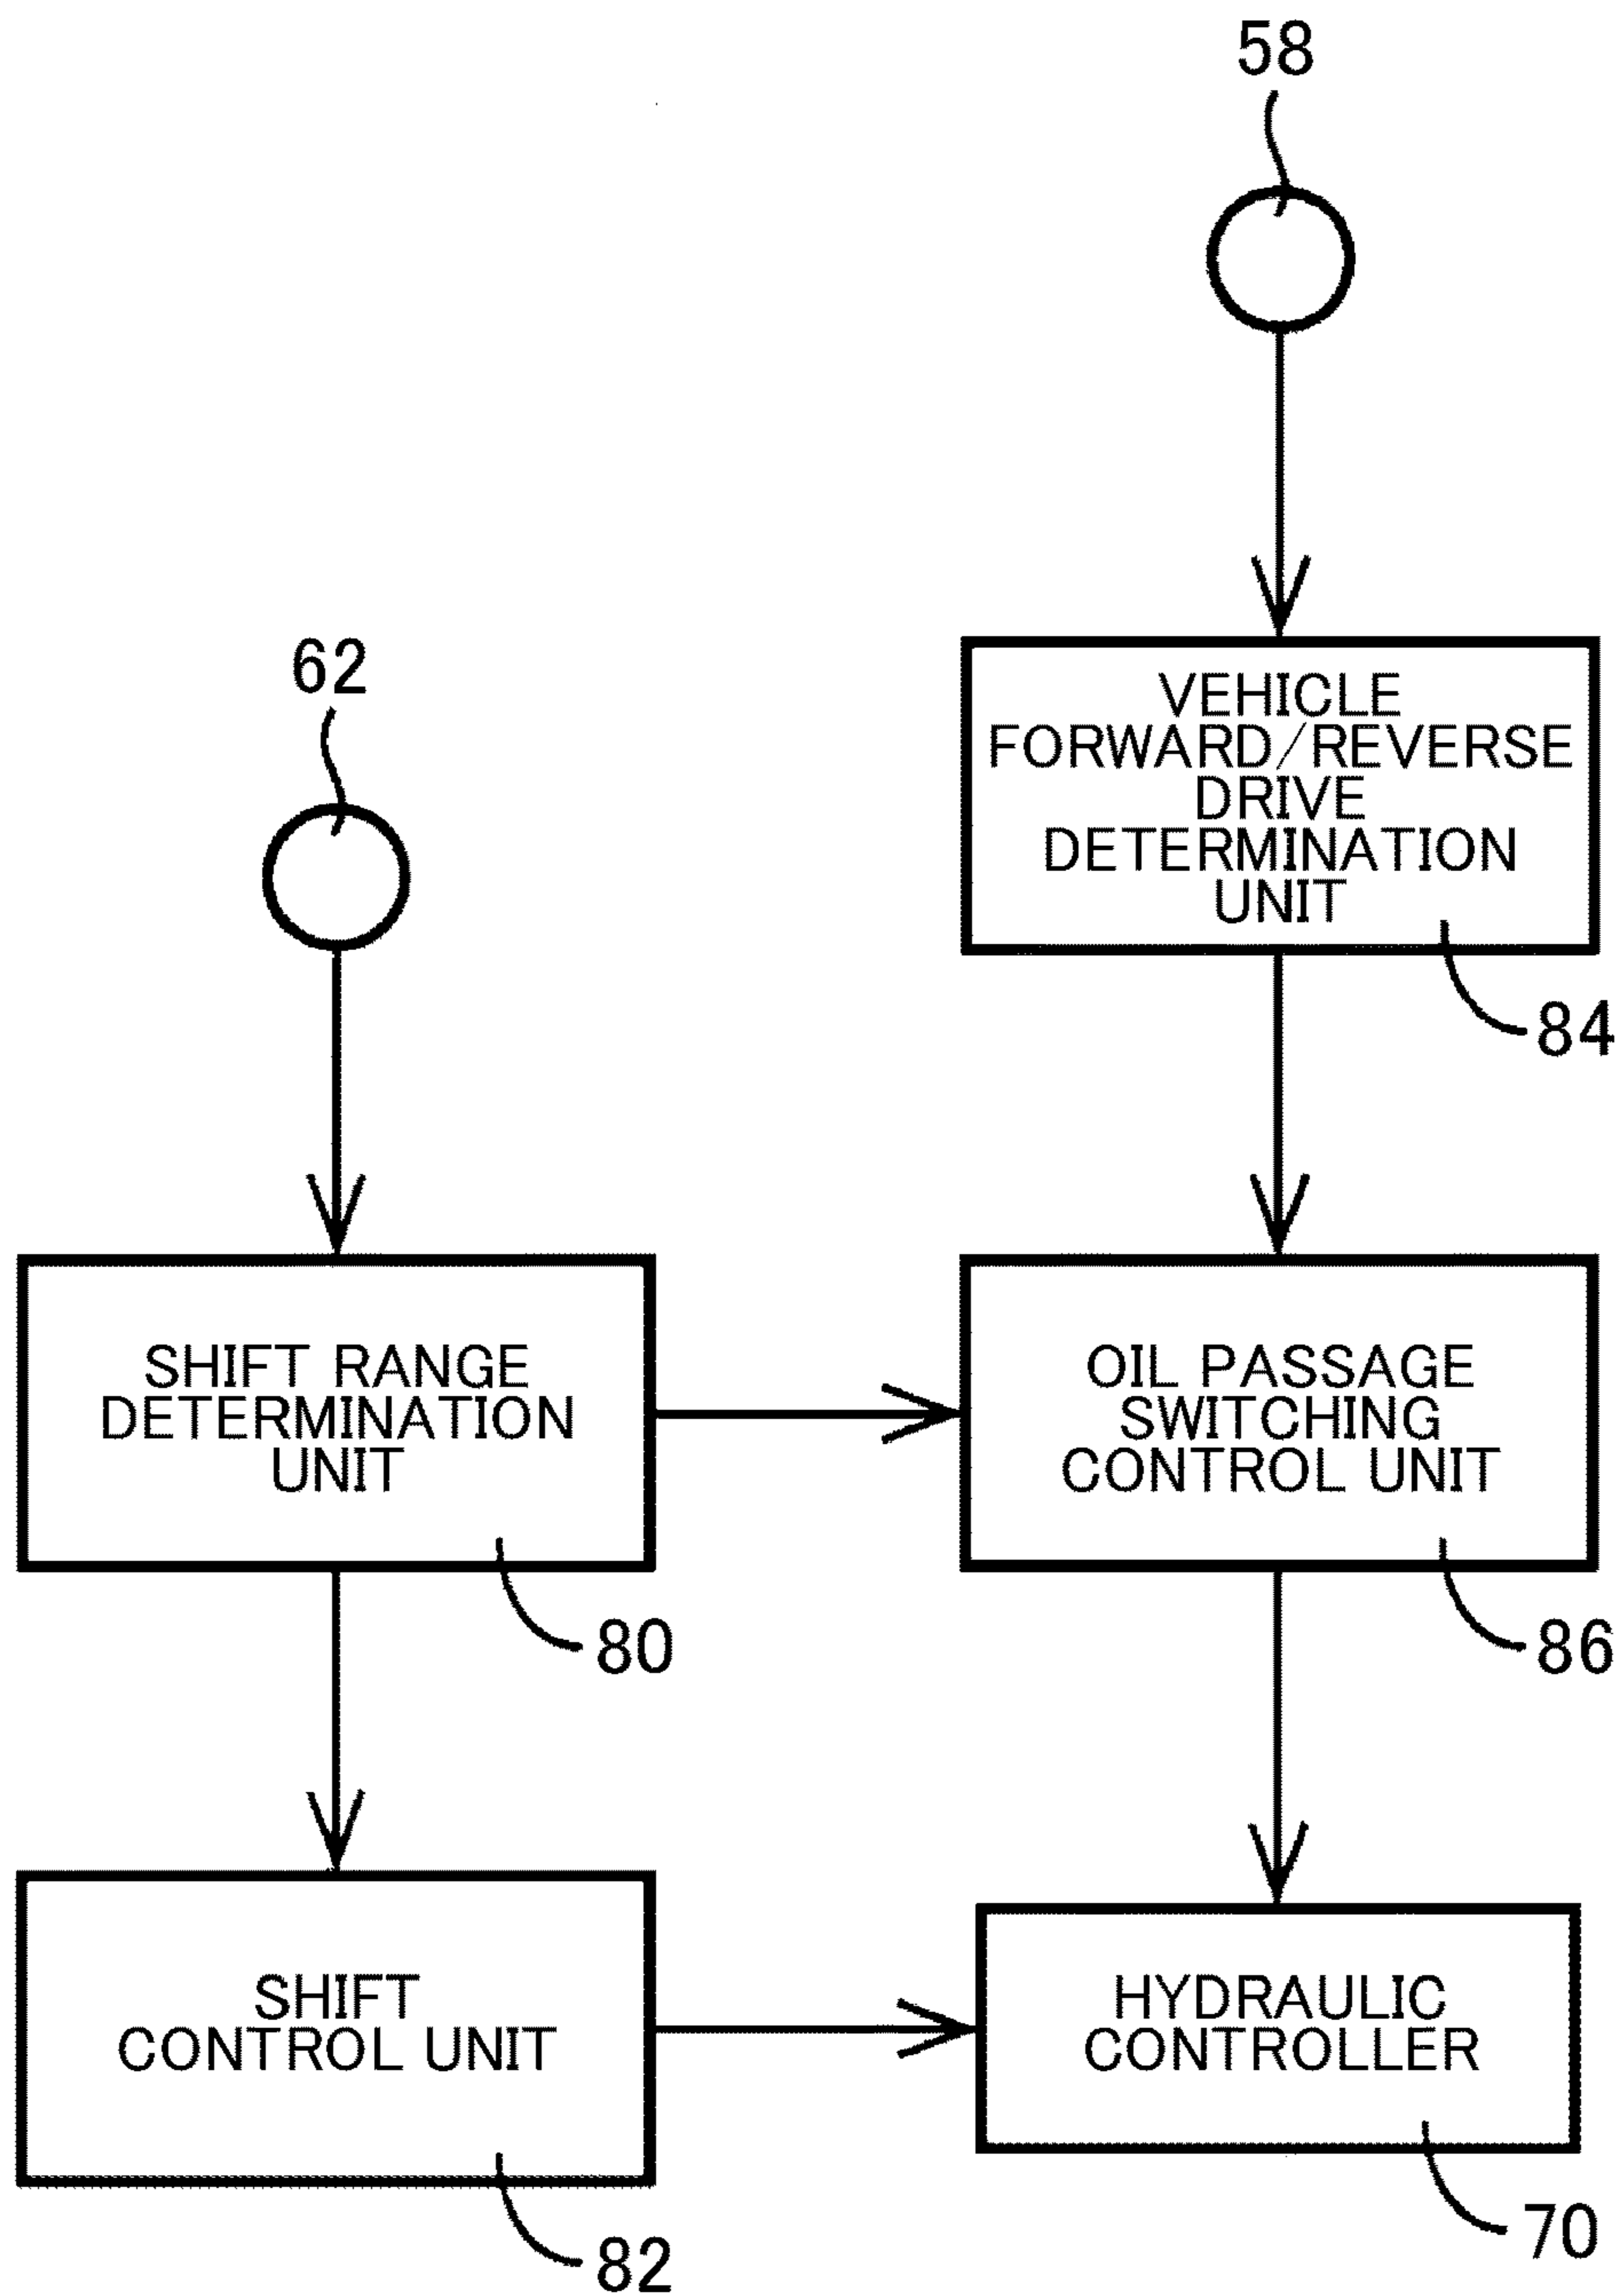 58
62
VEHICLE
FORWARD/REVERSE
DRIVE
DETERMINATION
UNIT
84
SHIFT RANGE
DETERMINATION
UNIT
80
OIL PASSAGE
SWITCHING
CONTROL UNIT
86
SHIFT
CONTROL UNIT
82
HYDRAULIC
CONTROLLER
70